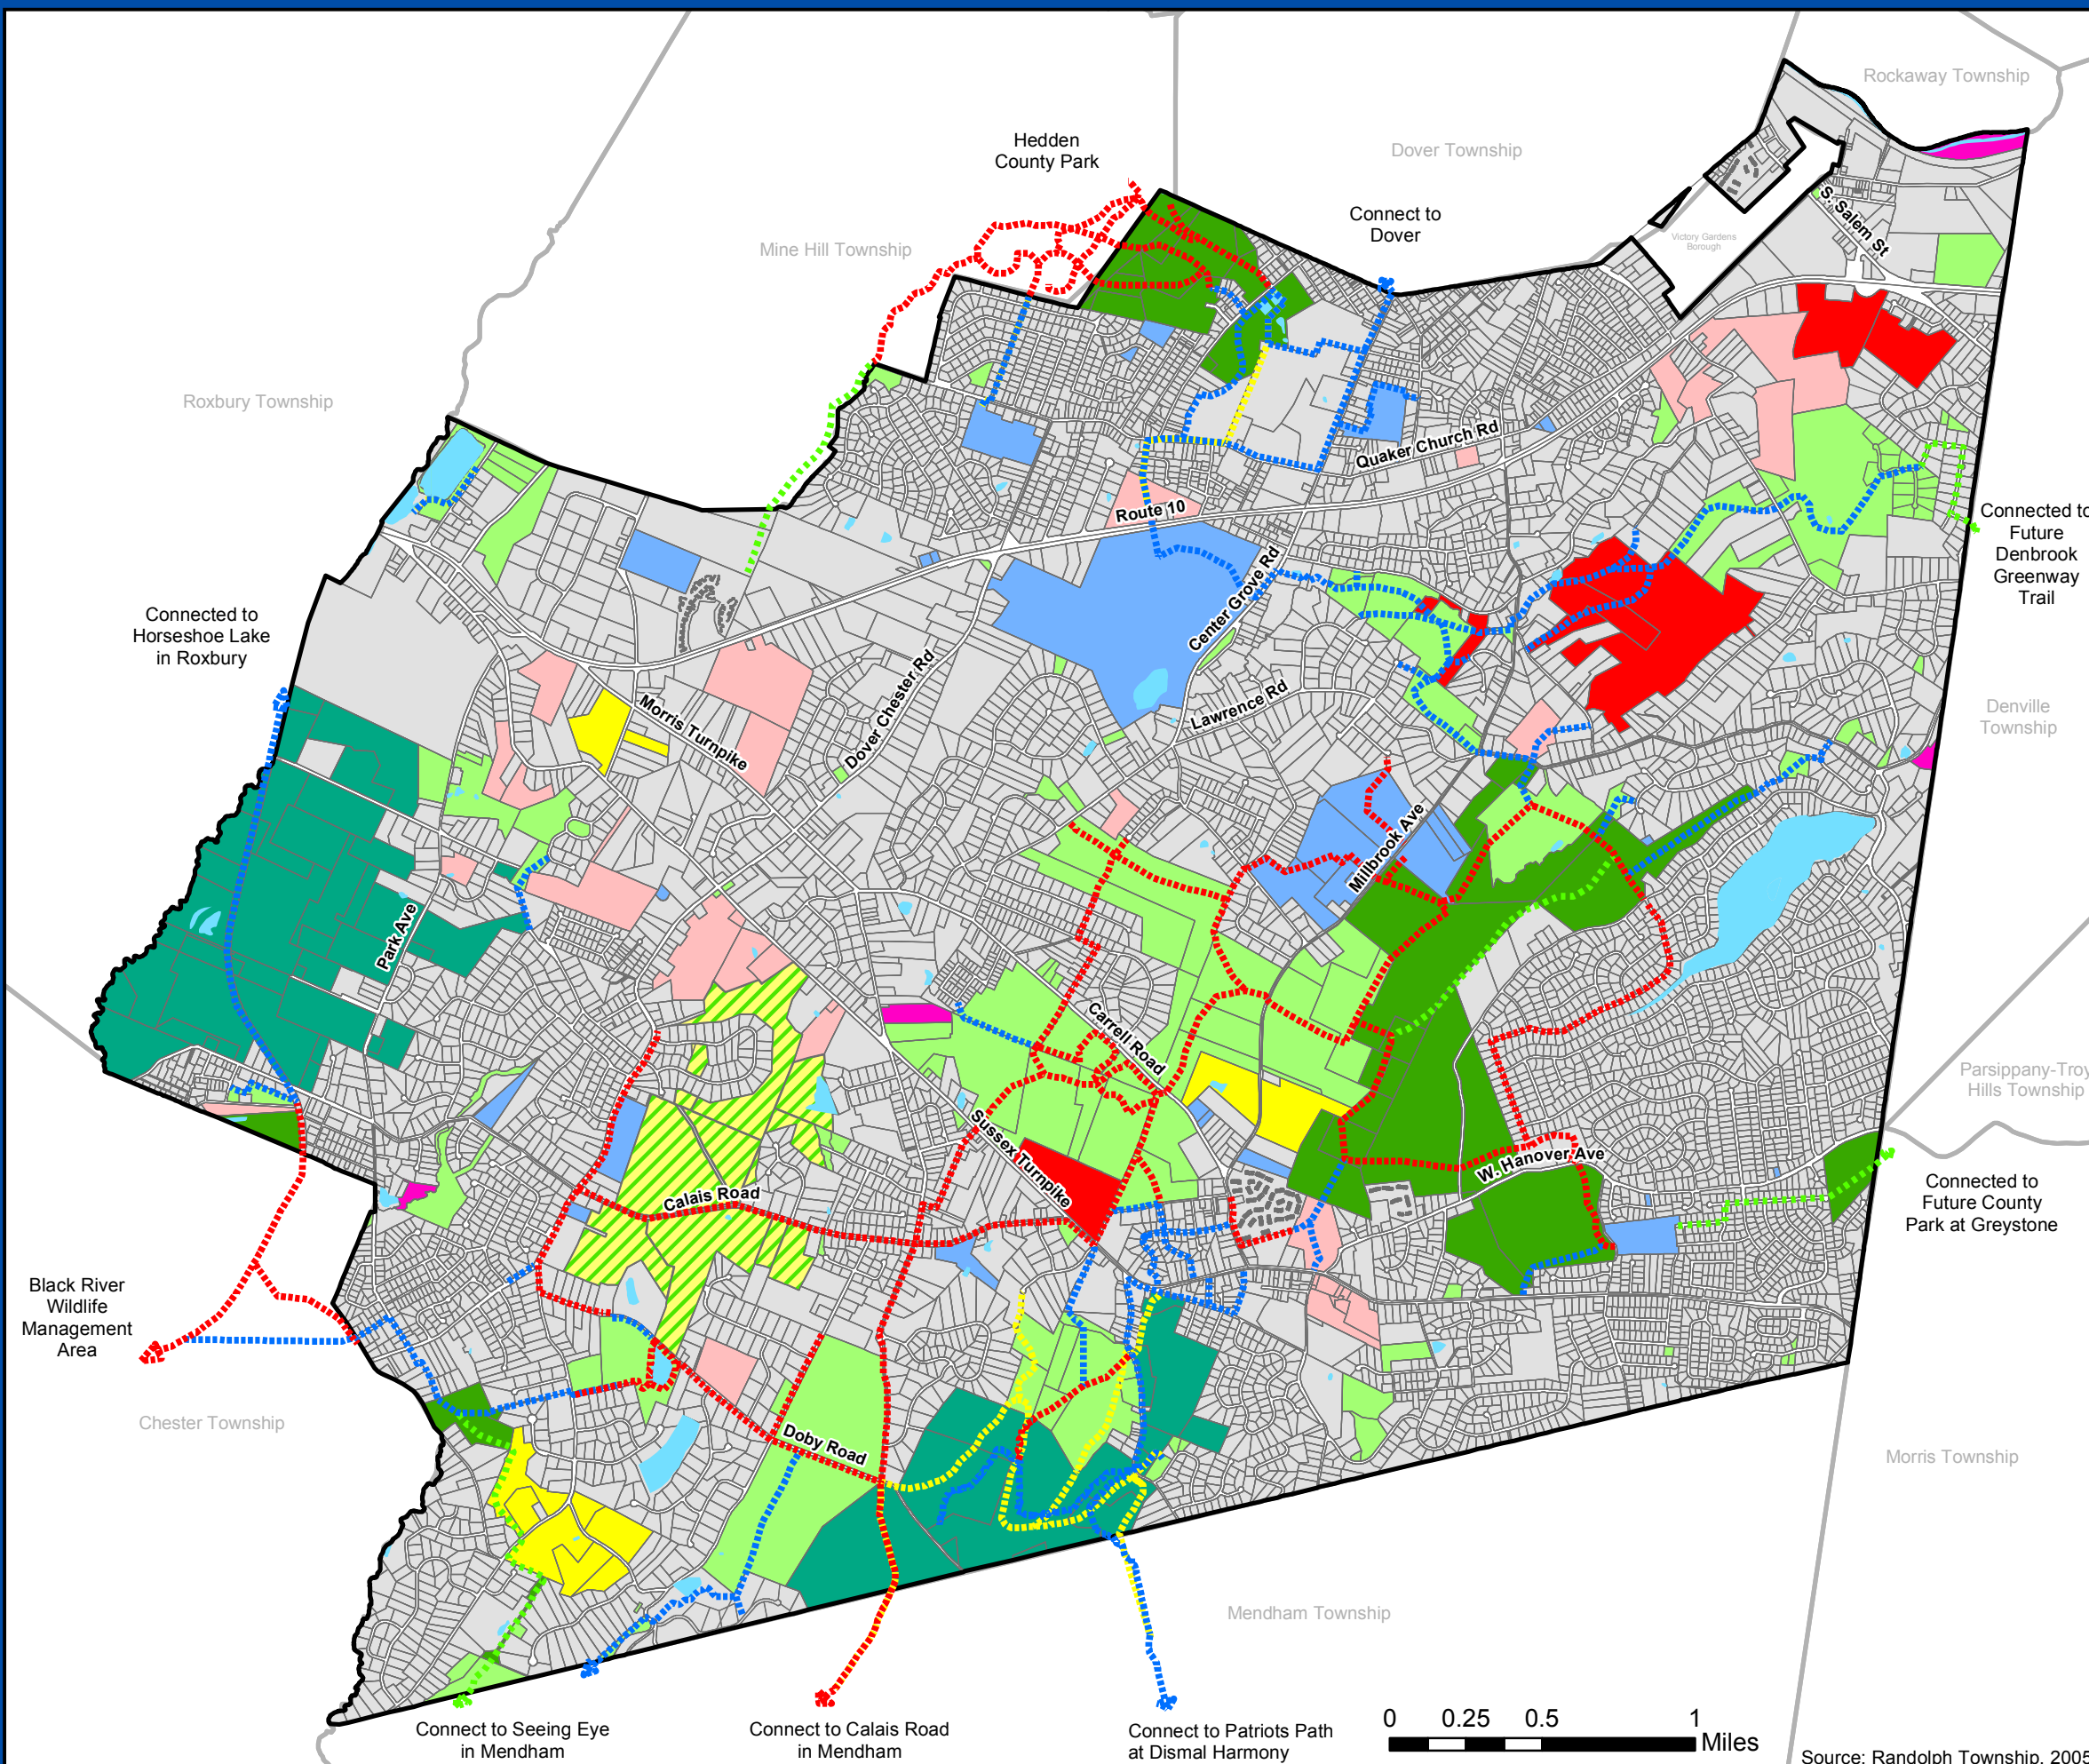 Rockaway Township
Hedden
County Park
Dover Township
S. Salem St
Connect to
Dover
Victory Gardens
Borough
Mine Hill Township
Roxbury Township
Quaker Church Rd
Route 10
Connected to
Future
Denbrook
Greenway
Trail
Center Grove Rd
Connected to
Horseshoe Lake
in Roxbury
Dover Chester Rd
Morris Turnpike
Lawrence Rd
Denville
Township
Millbrook Ave
Park Ave
Carrell Road
Parsippany-Troy
Hills Township
Sussex Turnpike
W. Hanover Ave
Calais Road
Connected to
Future County
Park at Greystone
Black River
Wildlife
Management
Area
Chester Township
Doby Road
Morris Township
Mendham Township
Connect to Seeing Eye
in Mendham
Connect to Calais Road
in Mendham
Connect to Patriots Path
at Dismal Harmony
0 0.25 0.5 1
Miles
Source: Randolph Township, 2005